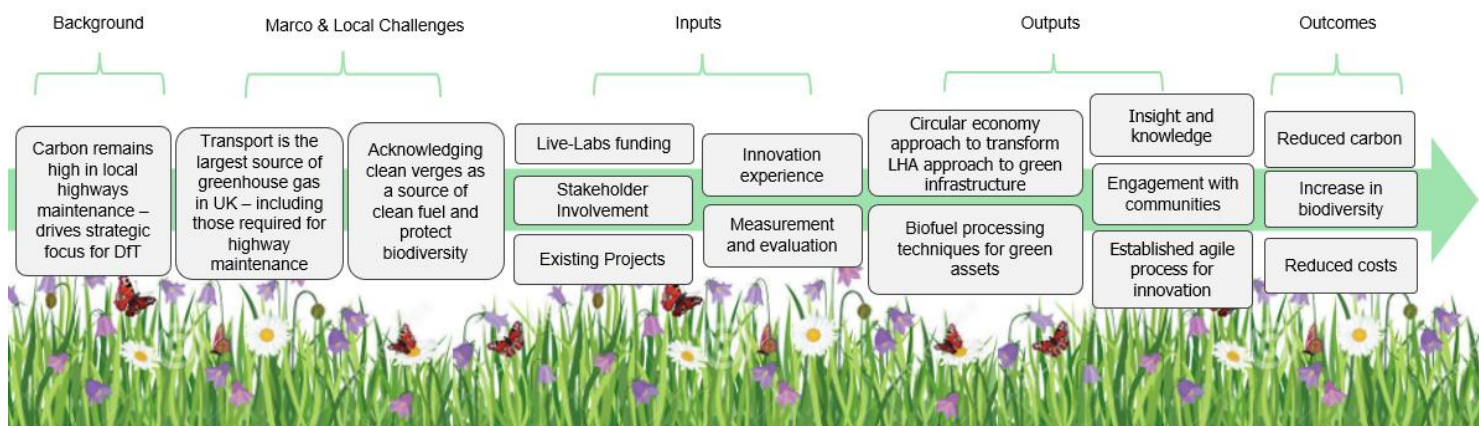 Background
Marco & Local Challenges
Inputs
Outputs
Outcomes
Carbon remains
high in local
highways
maintenance –
drives strategic
focus for DfT
Transport is the
largest source of
greenhouse gas
in UK – including
those required for
highway
maintenance
Acknowledging
clean verges as
a source of
clean fuel and
protect
biodiversity
Live-Labs funding
Stakeholder
Involvement
Existing Projects
Innovation
experience
Measurement
and evaluation
Circular economy
approach to transform
LHA approach to green
infrastructure
Biofuel processing
techniques for green
assets
Insight and
knowledge
Engagement with
communities
Established agile
process for
innovation
Reduced carbon
Increase in
biodiversity
Reduced costs